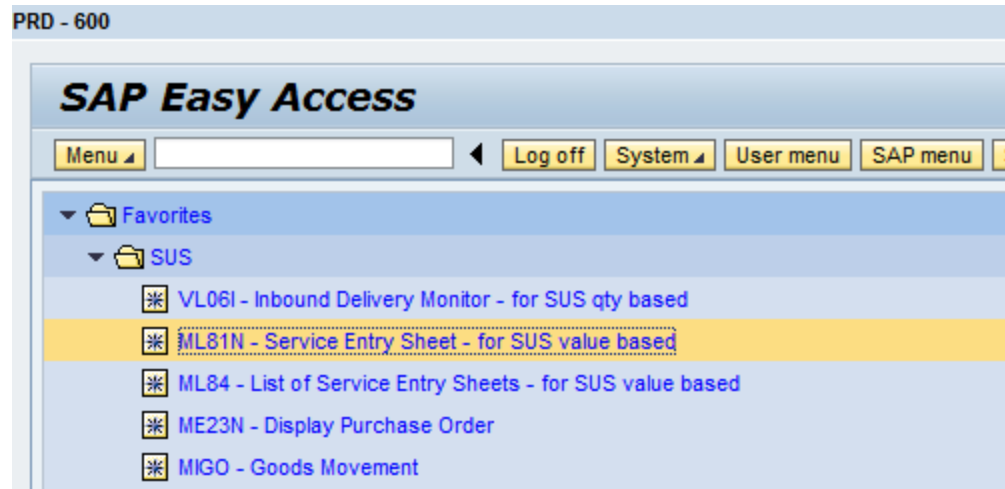 PRD - 600
SAP Easy Access
Menu Log off System User menu SAP menu
Favorites
SUS
VL06I - Inbound Delivery Monitor - for SUS qty based
ML81N - Service Entry Sheet - for SUS value based
ML84 - List of Service Entry Sheets - for SUS value based
ME23N - Display Purchase Order
MIGO - Goods Movement